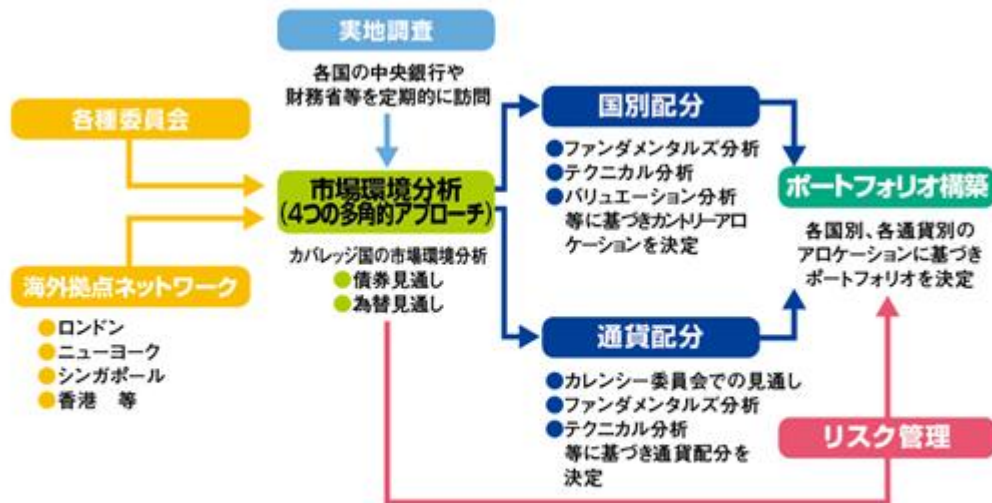 実地調査
各国の中央銀行や
財務省等を定期的に訪問
各種委員会
海外拠点ネットワーク
●ロンドン
●ニューヨーク
●シンガポール
●香港　等
市場環境分析
(4つの多角的アプローチ)
カバレッジ国の市場環境分析
●債券見通し
●為替見通し
国別配分
●ファンダメンタルズ分析
●テクニカル分析
●バリュエーション分析
等に基づきカントリーアロ
ケーションを決定
通貨配分
●カレンシー委員会での見通し
●ファンダメンタルズ分析
●テクニカル分析
等に基づき通貨配分を
決定
ポートフォリオ構築
各国別、各通貨別の
アロケーションに基づき
ポートフォリオを決定
リスク管理